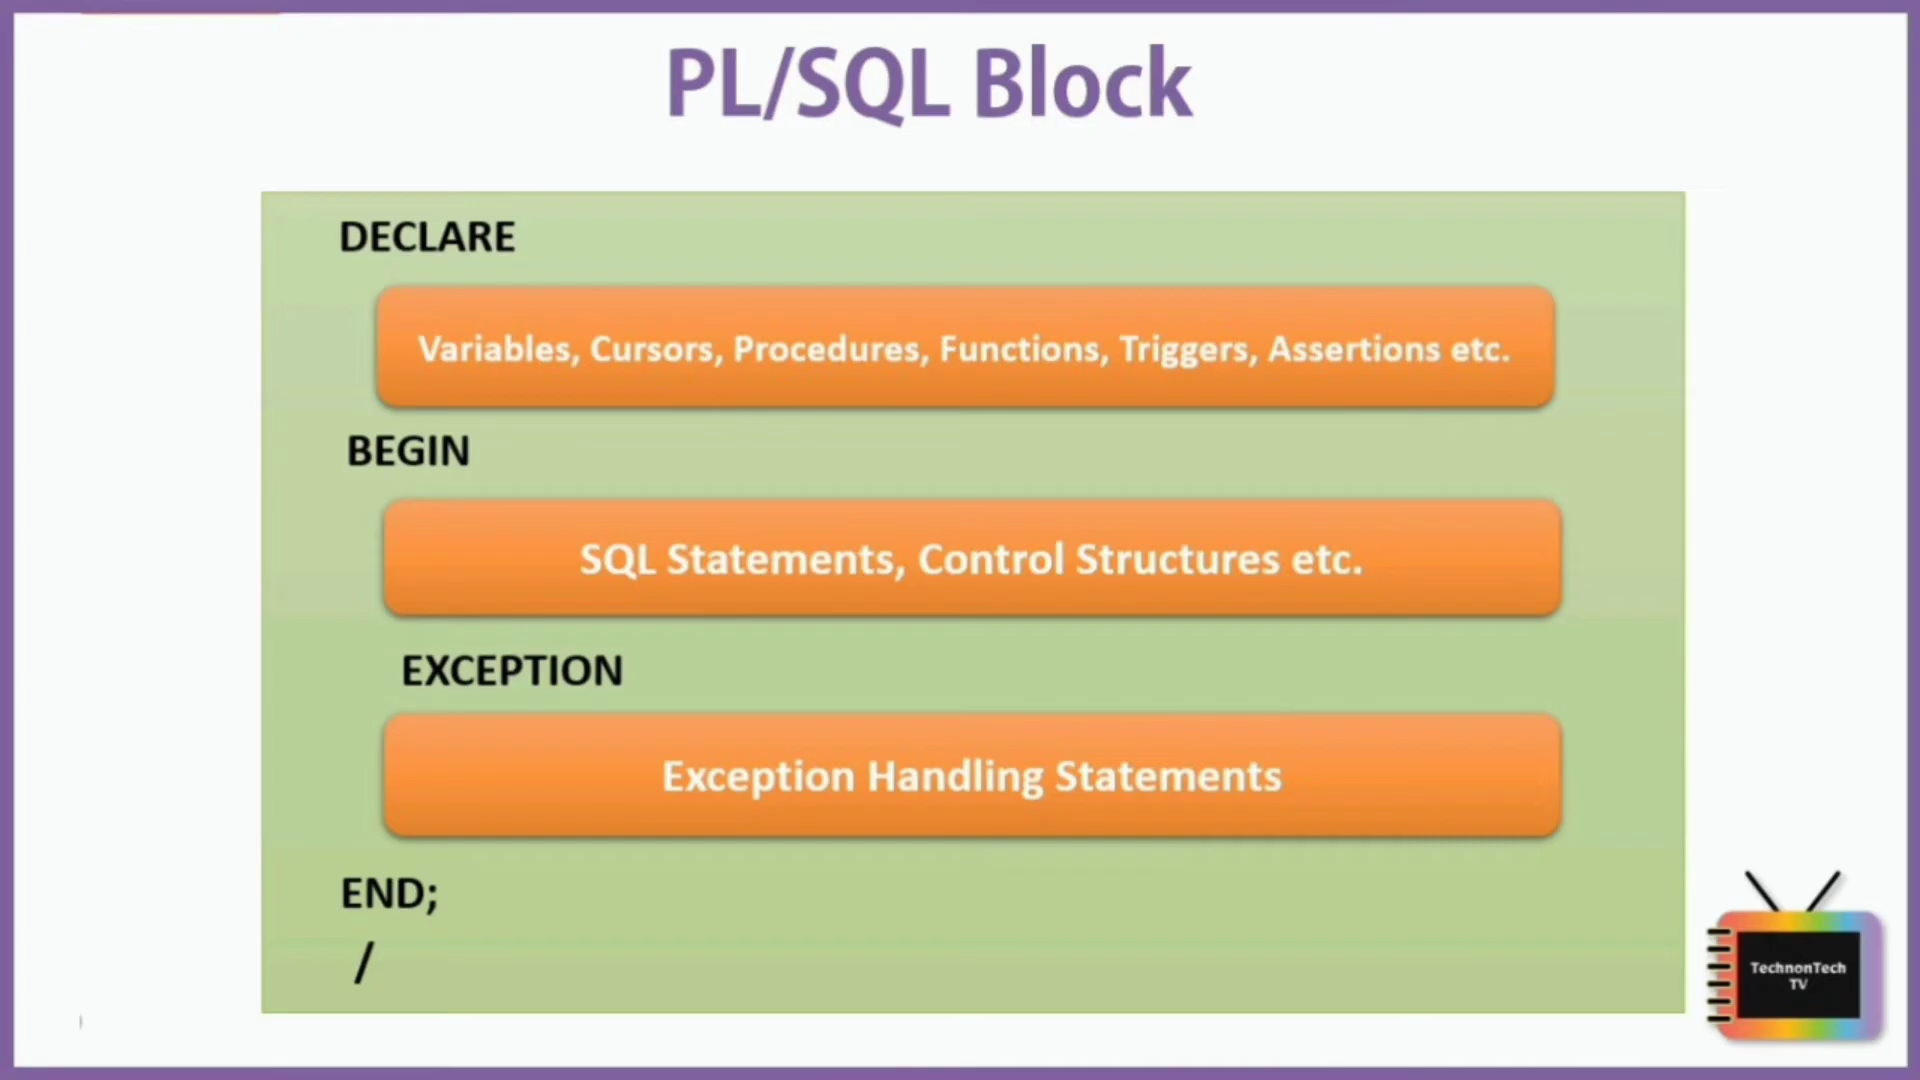 PL/SQL Block
DECLARE
Variables, Cursors, Procedures, Functions, Triggers, Assertions etc.
BEGIN
SQL Statements, Control Structures etc.
EXCEPTION
Exception Handling Statements
END;
/
TechnonTech
TV